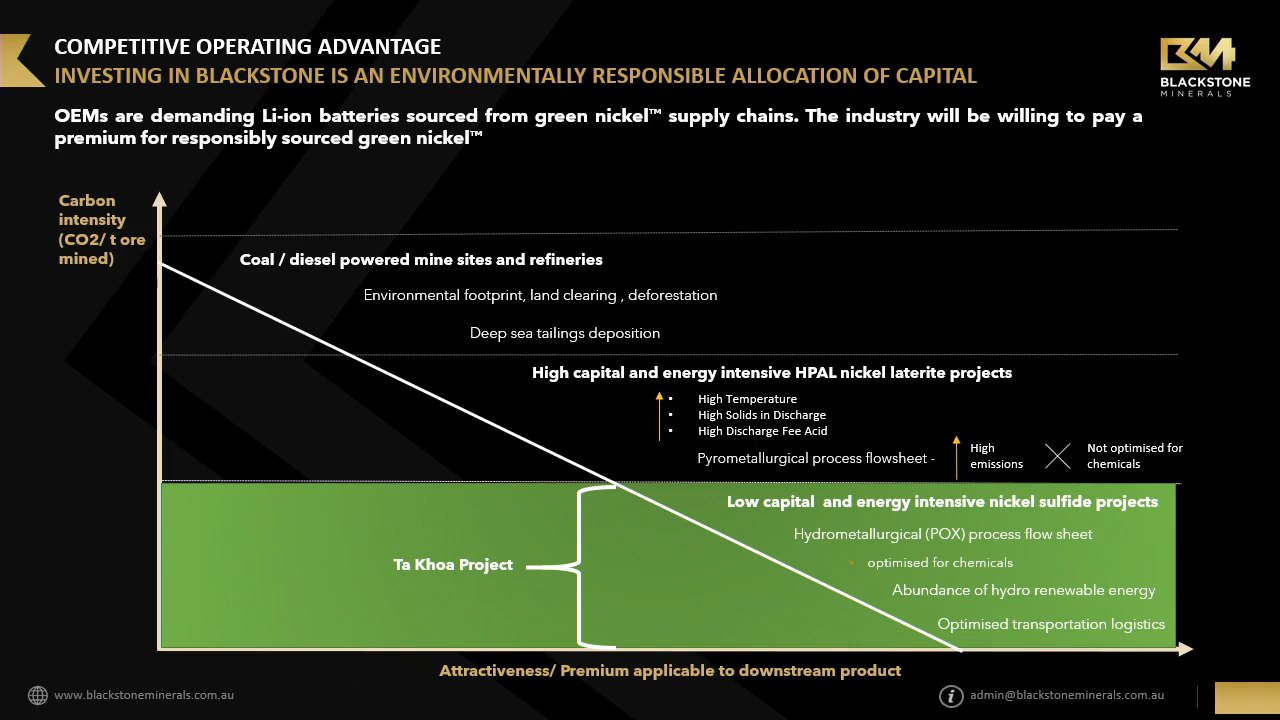 COMPETITIVE OPERATING ADVANTAGE
INVESTING IN BLACKSTONE IS AN ENVIRONMENTALLY RESPONSIBLE ALLOCATION OF CAPITAL
BLACKSTONE
MINERALS
OEMs are demanding Li-ion batteries sourced from green nickel™ supply chains. The industry will be willing to pay a
premium for responsibly sourced green nickel™
Carbon
intensity
(CO2/ t ore
mined)
Coal / diesel powered mine sites and refineries
Environmental footprint, land clearing , deforestation
Deep sea tailings deposition
High capital and energy intensive HPAL nickel laterite projects
• High Temperature
• High Solids in Discharge
• High Discharge Fee Acid
Pyrometallurgical process flowsheet -
High
emissions
Not optimised for
chemicals
Low capital and energy intensive nickel sulfide projects
Hydrometallurgical (POX) process flow sheet
• optimised for chemicals
Ta Khoa Project
Abundance of hydro renewable energy
Optimised transportation logistics
Attractiveness/ Premium applicable to downstream product
www.blackstoneminerals.com.au
admin@blackstoneminerals.com.au